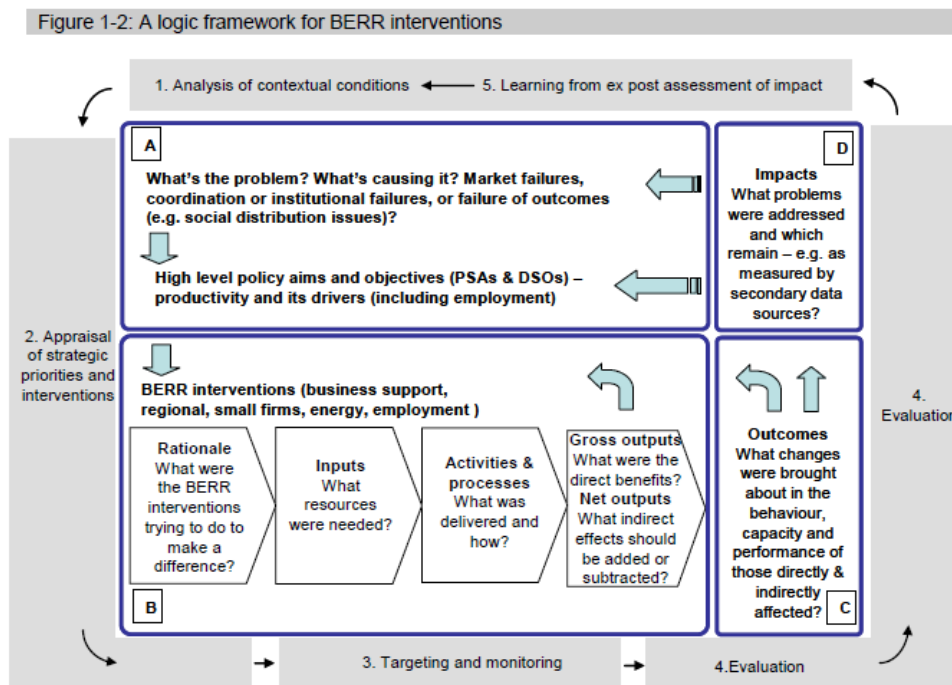 Figure 1-2: A logic framework for BERR interventions
1. Analysis of contextual conditions
5. Learning from ex post assessment of impact
A
What's the problem? What's causing it? Market failures,
coordination or institutional failures, or failure of outcomes
(e.g. social distribution issues)?
High level policy aims and objectives (PSAs & DSOs) –
productivity and its drivers (including employment)
D
Impacts
What problems
were addressed
and which
remain – e.g. as
measured by
secondary data
sources?
2. Appraisal
of strategic
priorities and
interventions
BERR interventions (business support,
regional, small firms, energy, employment )
Rationale
What were
the BERR
interventions
trying to do to
make a
difference?
Inputs
What
resources
were needed?
Activities &
processes
What was
delivered and
how?
Gross outputs
What were the
direct benefits?
Net outputs
What indirect
effects should
be added or
subtracted?
B
Outcomes
What changes
were brought
about in the
behaviour,
capacity and
performance of
those directly &
indirectly
affected?
C
4.
Evaluation
3. Targeting and monitoring
4.Evaluation